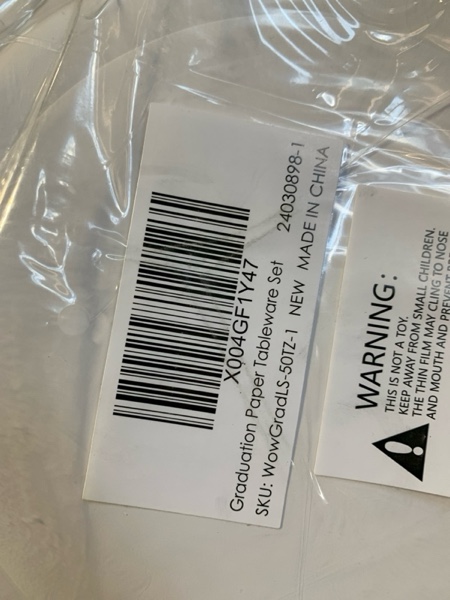 X004GF1Y47
Graduation Paper Tableware Set 24030898-1
SKU: WowGradLS-50TZ-1 NEW MADE IN CHINA
WARNING:
THIS IS NOT A TOY.
KEEP AWAY FROM SMALL CHILDREN.
THE THIN FILM MAY CLING TO NOSE
AND MOUTH AND PREVENT